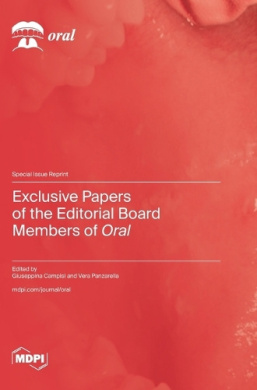 oral
Special Issue Reprint
Exclusive Papers
of the Editorial Board
Members of Oral
Edited by
Giuseppina Campisi and Vera Panzarella
mdpi.com/journal/oral
MDPI